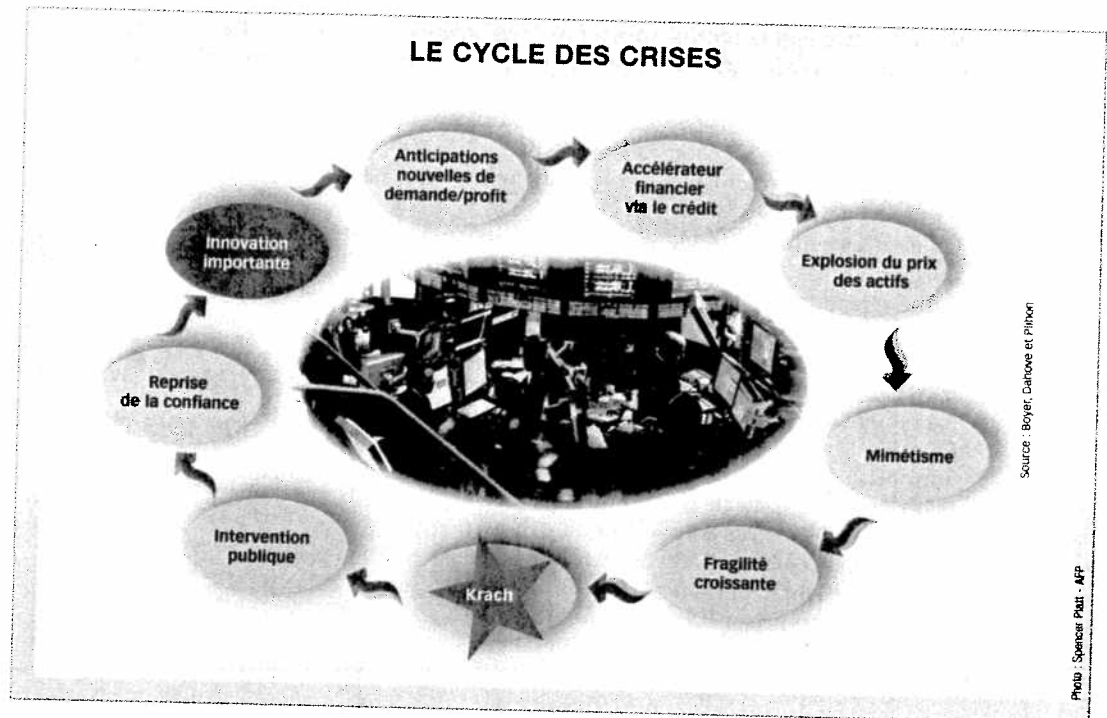 LE CYCLE DES CRISES
Anticipations
nouvelles de
demande/profit
Accélérateur
financier
via le crédit
Explosion du prix
des actifs
Mimétisme
Fragilité
croissante
Krach
Intervention
publique
Reprise
de la confiance
Innovation
importante
Source : Boyer, Dahove et Plihon
Photo : Spencer Platt - AFP